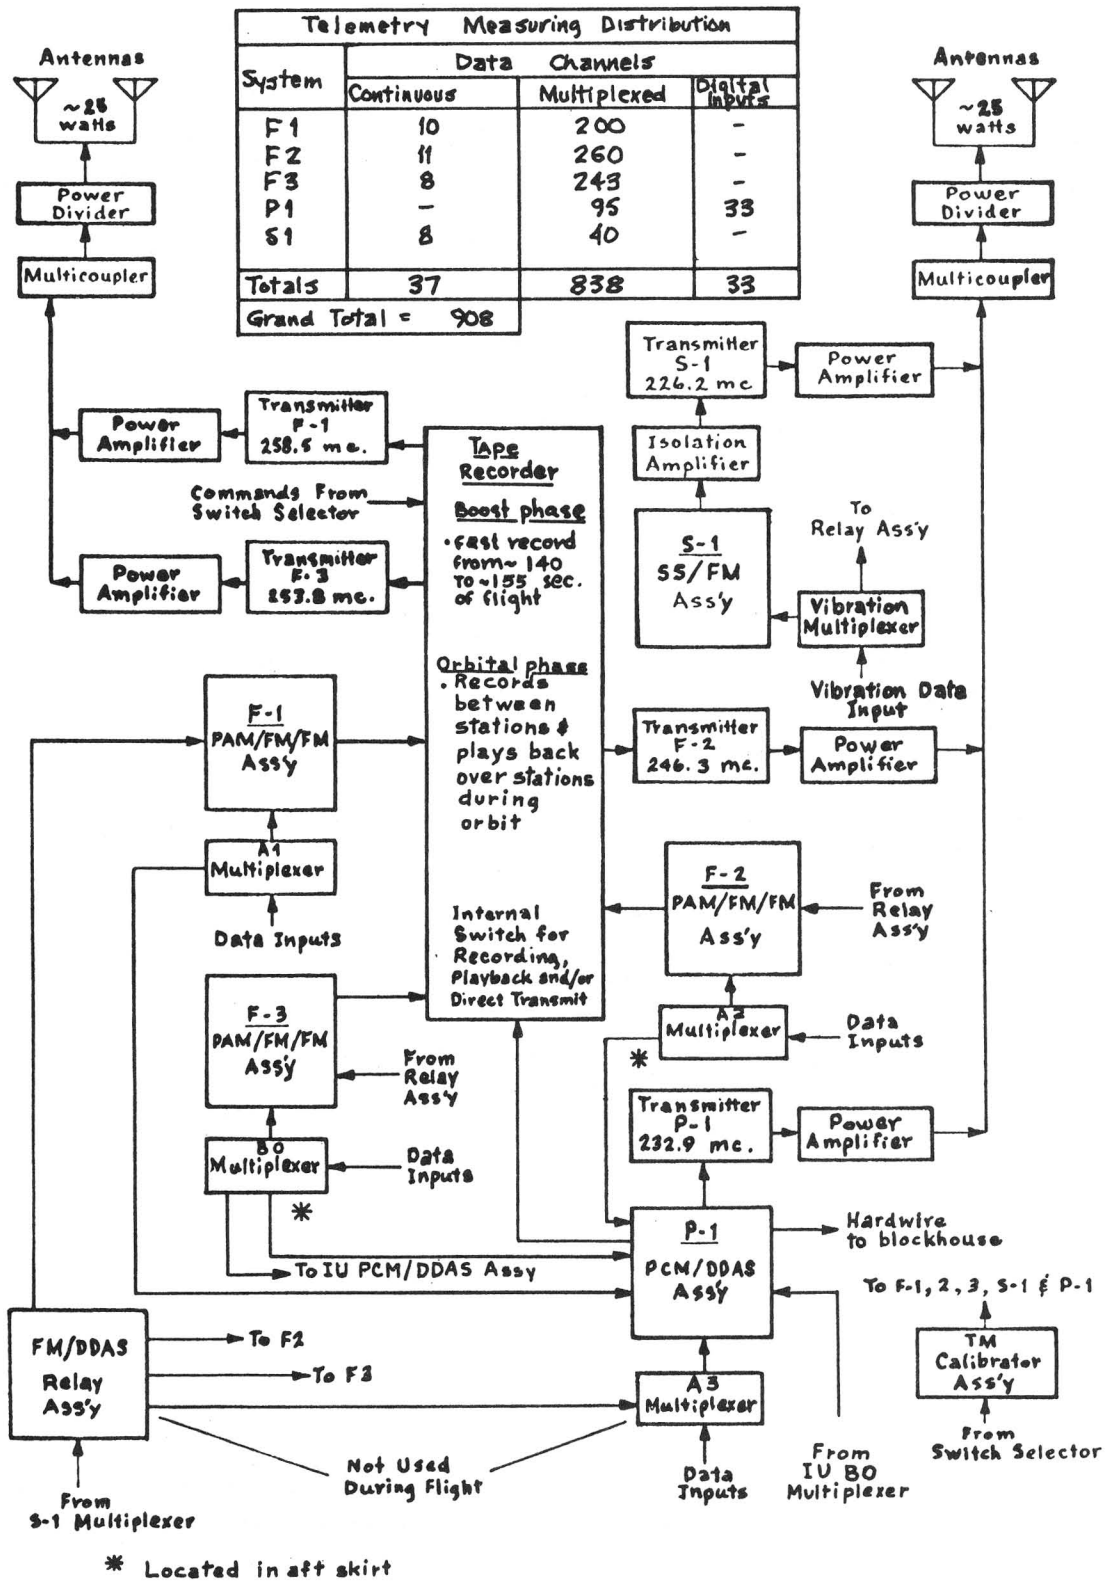 Telemetry Measuring Distribution
System
Data Channels
Continuous
Multiplexed
Digital
Inputs
F1 10 200 -
F2 11 260 -
F3 8 243 -
P1 - 95 33
S1 8 40 -
Totals 37 838 33
Grand Total = 908
Antennas
~25
watts
Power
Divider
Multicoupler
Antennas
~25
watts
Power
Divider
Multicoupler
Transmitter
S-1
226.2 mc
Power
Amplifier
Isolation
Amplifier
S-1
SS/FM
Ass'y
To
Relay Ass'y
Vibration
Multiplexer
Vibration Data
Input
Power
Amplifier
Transmitter
F-1
258.5 mc.
Commands From
Switch Selector
Power
Amplifier
Transmitter
F-3
253.8 mc.
Tape
Recorder
Boost phase
• fast record
from ~ 140
to ~155 sec.
of flight
Orbital phase
. Records
between
stations &
plays back
over stations
during
orbit
Internal
Switch for
Recording,
Playback and/or
Direct Transmit
Transmitter
F-2
246.3 mc.
Power
Amplifier
F-1
PAM/FM/FM
Ass'y
A1
Multiplexer
Data Inputs
F-2
PAM/FM/FM
Ass'y
From
Relay
Ass'y
A2
Multiplexer
Data
Inputs
*
F-3
PAM/FM/FM
Ass'y
From
Relay
Ass'y
B0
Multiplexer
Data
Inputs
*
Transmitter
P-1
232.9 mc.
Power
Amplifier
P-1
PCM/DDAS
Ass'y
Hardwire
to blockhouse
To IU PCM/DDAS Assy
To F-1, 2, 3, S-1 & P-1
TM
Calibrator
Ass'y
From
Switch Selector
FM/DDAS
Relay
Ass'y
To F2
To F3
A3
Multiplexer
Not Used
During Flight
Data
Inputs
From
IU B0
Multiplexer
From
S-1 Multiplexer
* Located in aft skirt